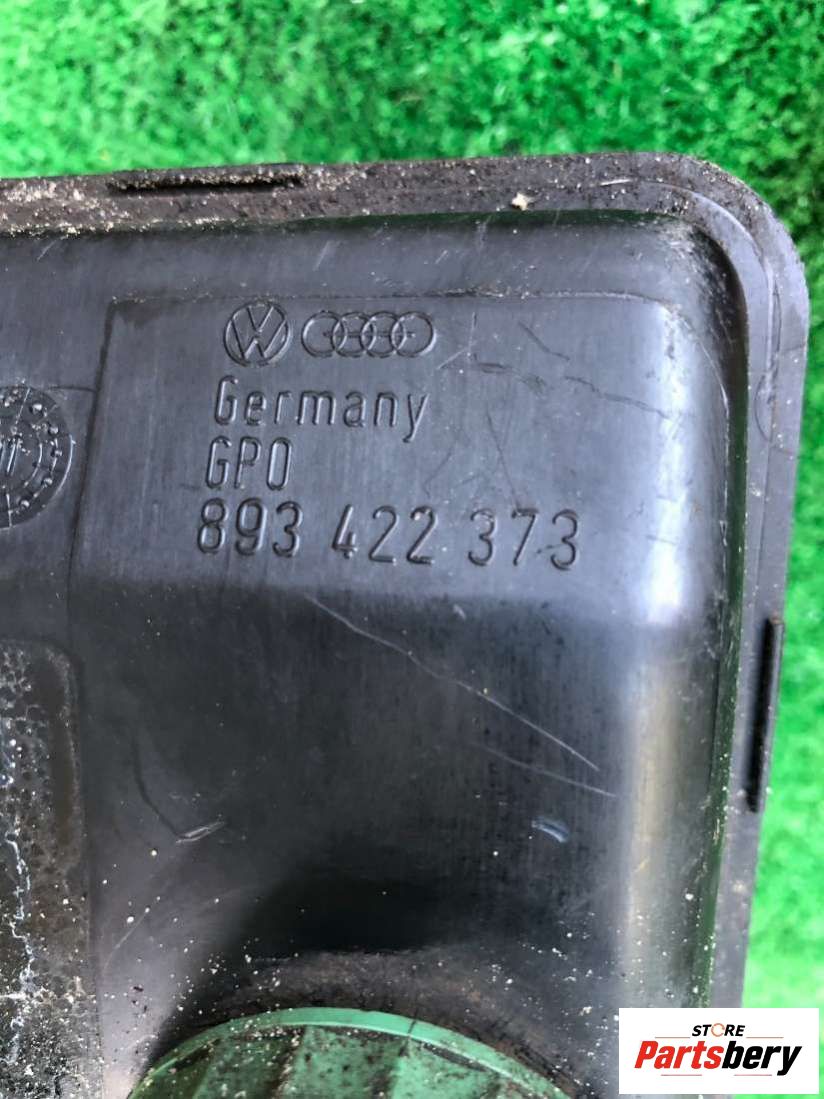 Germany
GPO
893 422 373
STORE
Partsbery